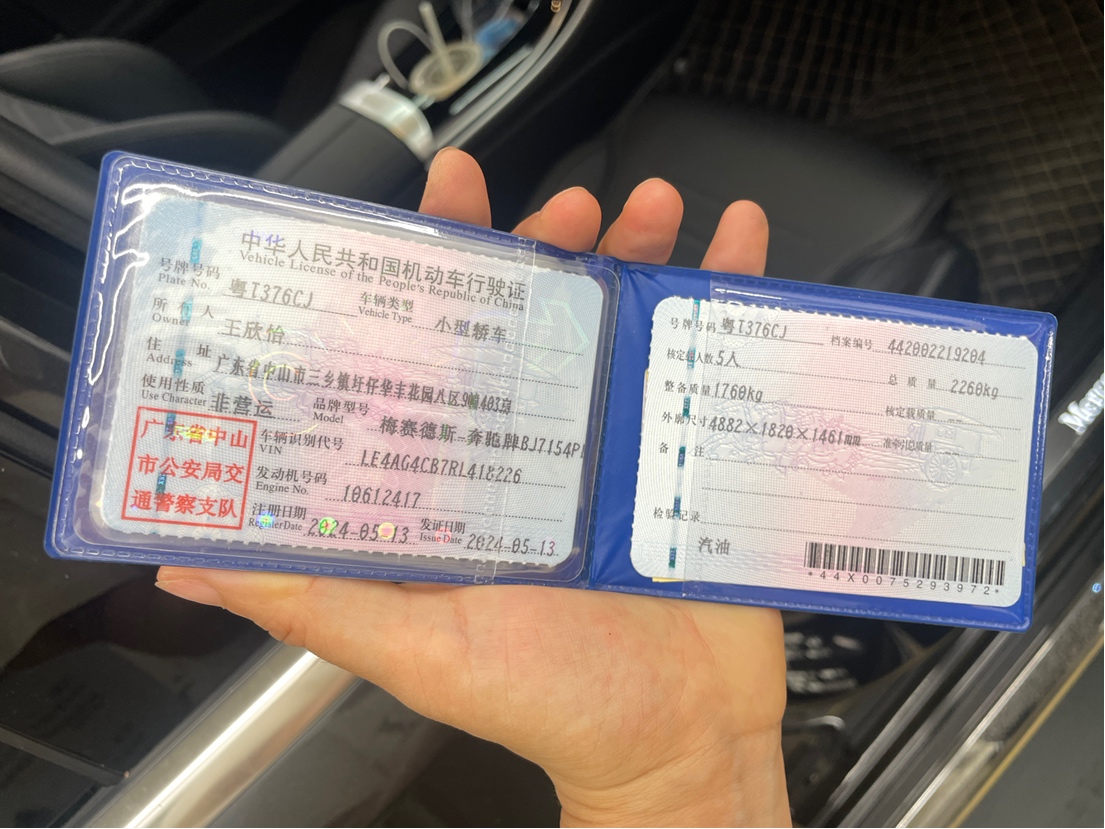 中华人民共和国机动车行驶证
Vehicle License of the People's Republic of China
号牌号码 粤T376CJ 车辆类型 小型轿车
Plate No. Vehicle Type
所有人 王欣怡
Owner
住址 广东省中山市三乡镇圩仔华丰花园八区9幢403房
Address
使用性质 非营运 品牌型号 梅赛德斯-奔驰牌BJ7154P
Use Character Model
广东省中山
市公安局交
通警察支队
车辆识别代号 LE4AG4CB7RL418226
VIN
发动机号码 10612417
Engine No.
注册日期 2024-05-13 发证日期 2024-05-13
Register Date Issue Date
号牌号码 粤T376CJ 档案编号 442002219204
核定载人数 5人 总质量 2260kg
整备质量 1760kg 核定载质量 --
外廓尺寸 4882×1820×1461mm 准牵引总质量 --
备注
检验记录
汽油
*44X0075293972*